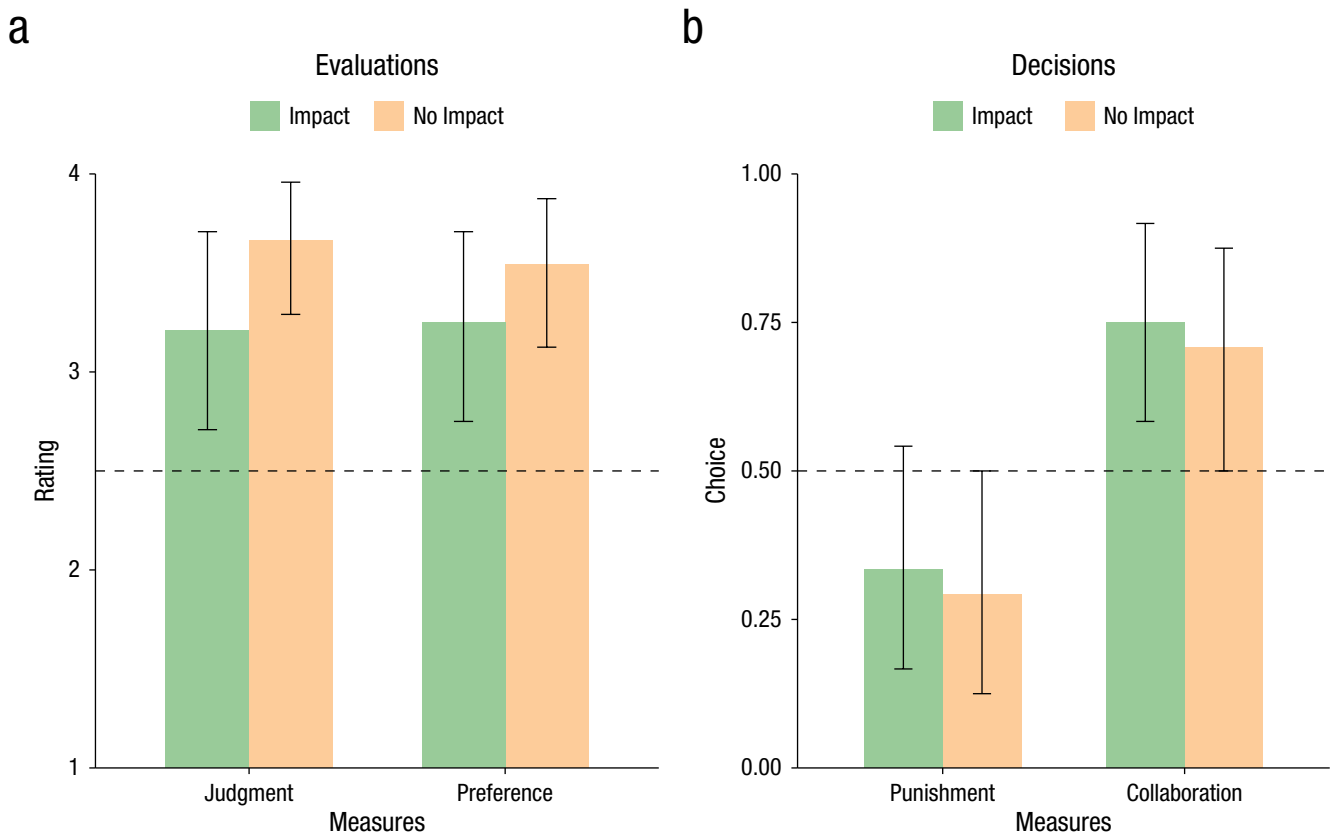 a
Evaluations
Impact No Impact
4
3
2
1
Rating
Judgment Preference
Measures
b
Decisions
Impact No Impact
1.00
0.75
0.50
0.25
0.00
Choice
Punishment Collaboration
Measures